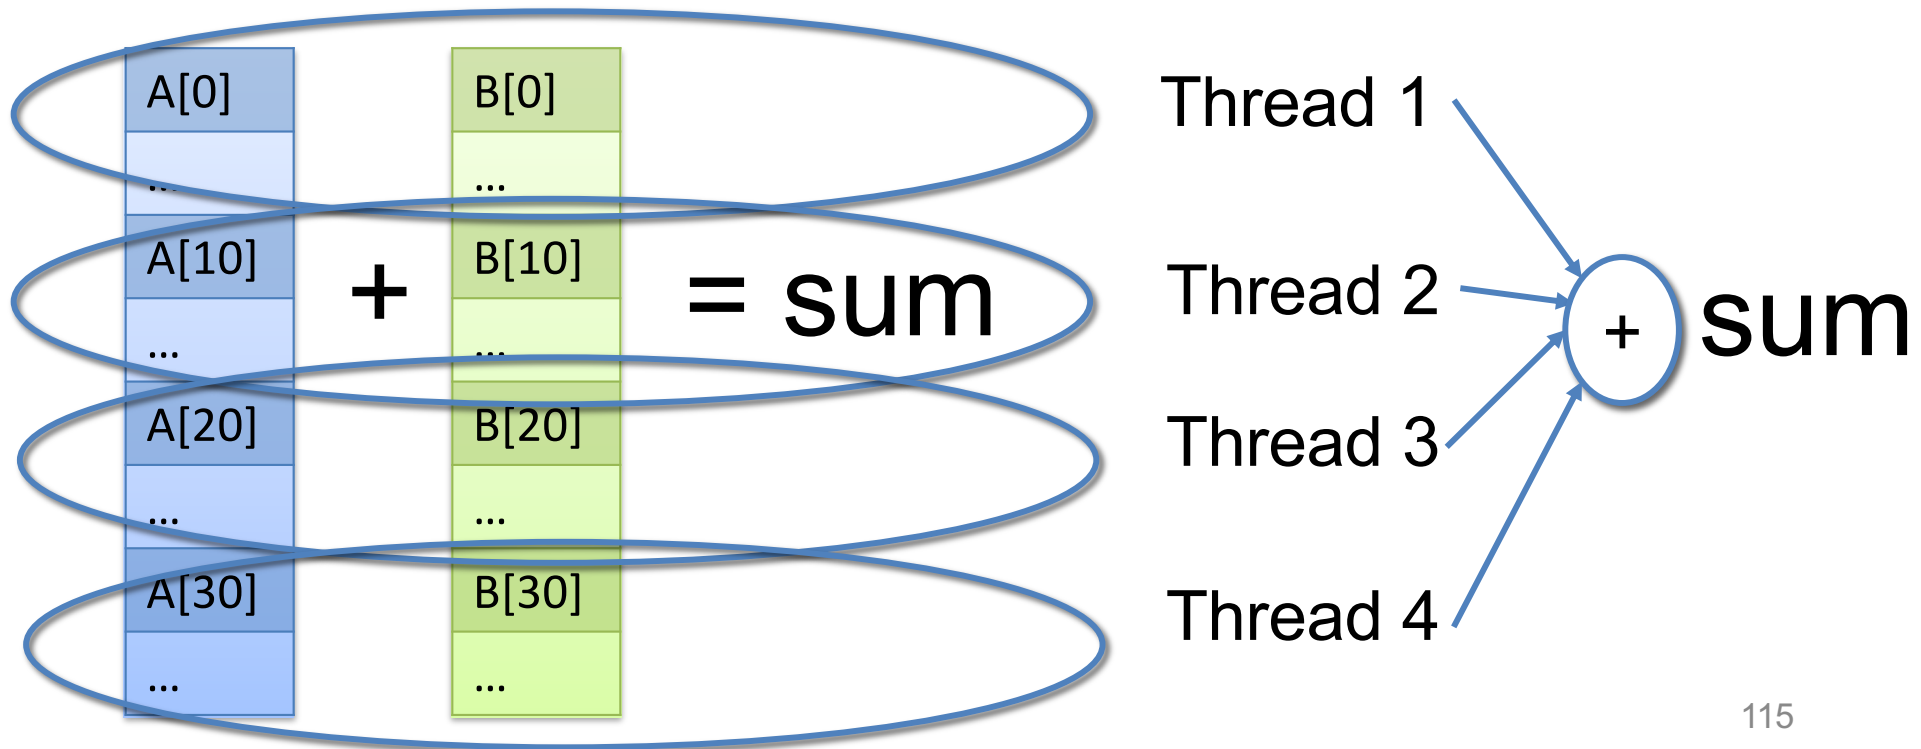 A[0] B[0] Thread 1
... ...
A[10] + B[10] = sum Thread 2
... ... + sum
A[20] B[20] Thread 3
... ...
A[30] B[30] Thread 4
... ...
115